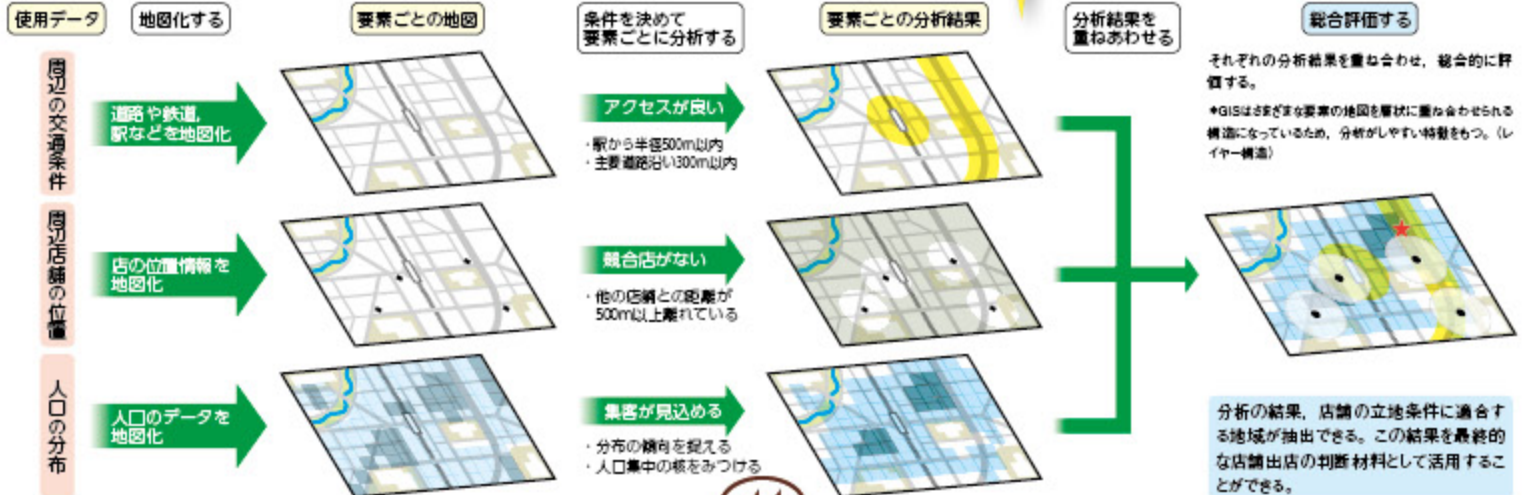 使用データ
地図化する
要素ごとの地図
条件を決めて
要素ごとに分析する
要素ごとの分析結果
分析結果を
重ねあわせる
総合評価する
周辺の交通条件
道路や鉄道,
駅などを地図化
アクセスが良い
・駅から半径500m以内
・主要道路沿い300m以内
周辺店舗の位置
店の位置情報を
地図化
競合店がない
・他の店舗との距離が
500m以上離れている
人口の分布
人口のデータを
地図化
集客が見込める
・分布の傾向を捉える
・人口集中の核をみつける
それぞれの分析結果を重ね合わせ，総合的に評
価する。
*GISはさまざまな要素の地図を層状に重ね合わせられる
構造になっているため，分析がしやすい特徴をもつ。（レ
イヤー構造）
分析の結果，店舗の立地条件に適合す
る地域が抽出できる。この結果を最終的
な店舗出店の判断材料として活用するこ
とができる。